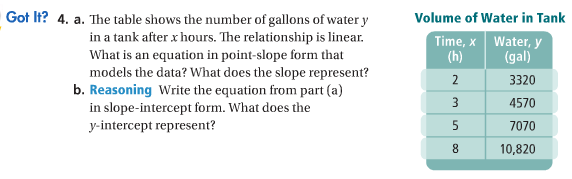 Got It? 4. a. The table shows the number of gallons of water y
in a tank after x hours. The relationship is linear.
What is an equation in point-slope form that
models the data? What does the slope represent?
b. Reasoning Write the equation from part (a)
in slope-intercept form. What does the
y-intercept represent?
Volume of Water in Tank
Time, x Water, y
(h) (gal)
2 3320
3 4570
5 7070
8 10,820